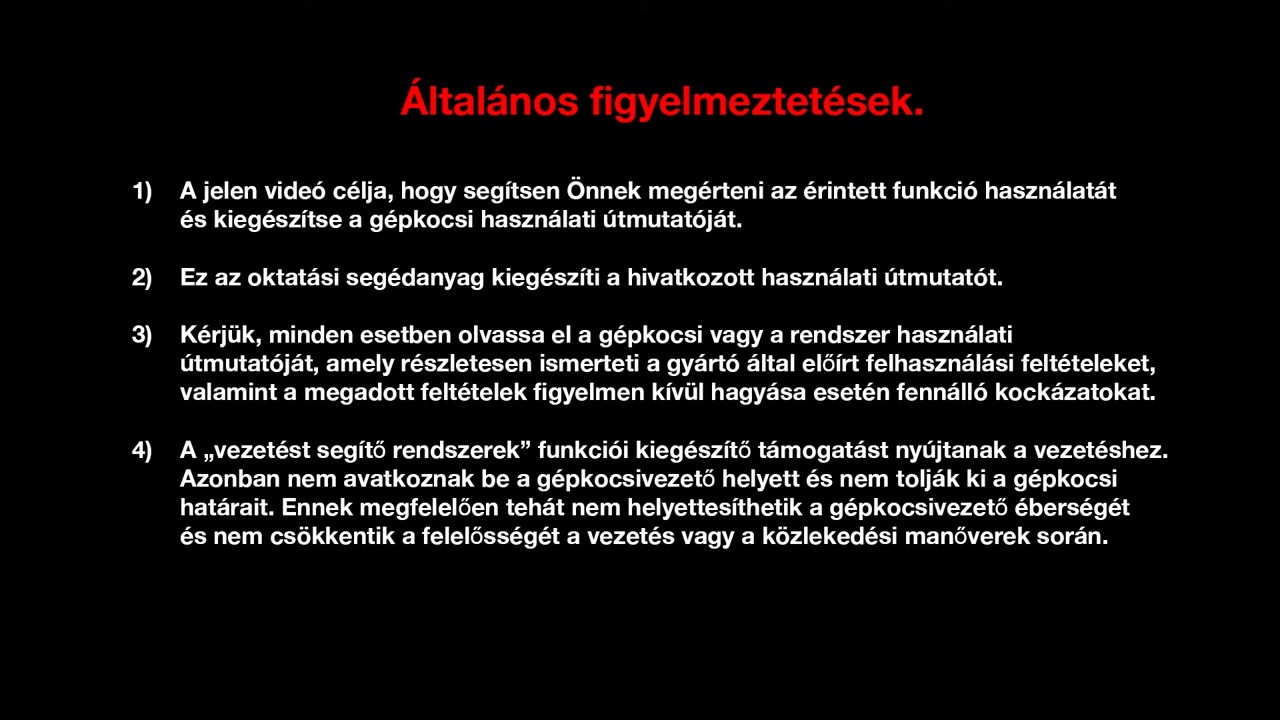 Általános figyelmeztetések.
1) A jelen videó célja, hogy segítsen Önnek megérteni az érintett funkció használatát
és kiegészítse a gépkocsi használati útmutatóját.
2) Ez az oktatási segédanyag kiegészíti a hivatkozott használati útmutatót.
3) Kérjük, minden esetben olvassa el a gépkocsi vagy a rendszer használati
útmutatóját, amely részletesen ismerteti a gyártó által előírt felhasználási feltételeket,
valamint a megadott feltételek figyelmen kívül hagyása esetén fennálló kockázatokat.
4) A „vezetést segítő rendszerek” funkciói kiegészítő támogatást nyújtanak a vezetéshez.
Azonban nem avatkoznak be a gépkocsivezető helyett és nem tolják ki a gépkocsi
határait. Ennek megfelelően tehát nem helyettesíthetik a gépkocsivezető éberségét
és nem csökkentik a felelősségét a vezetés vagy a közlekedési manőverek során.